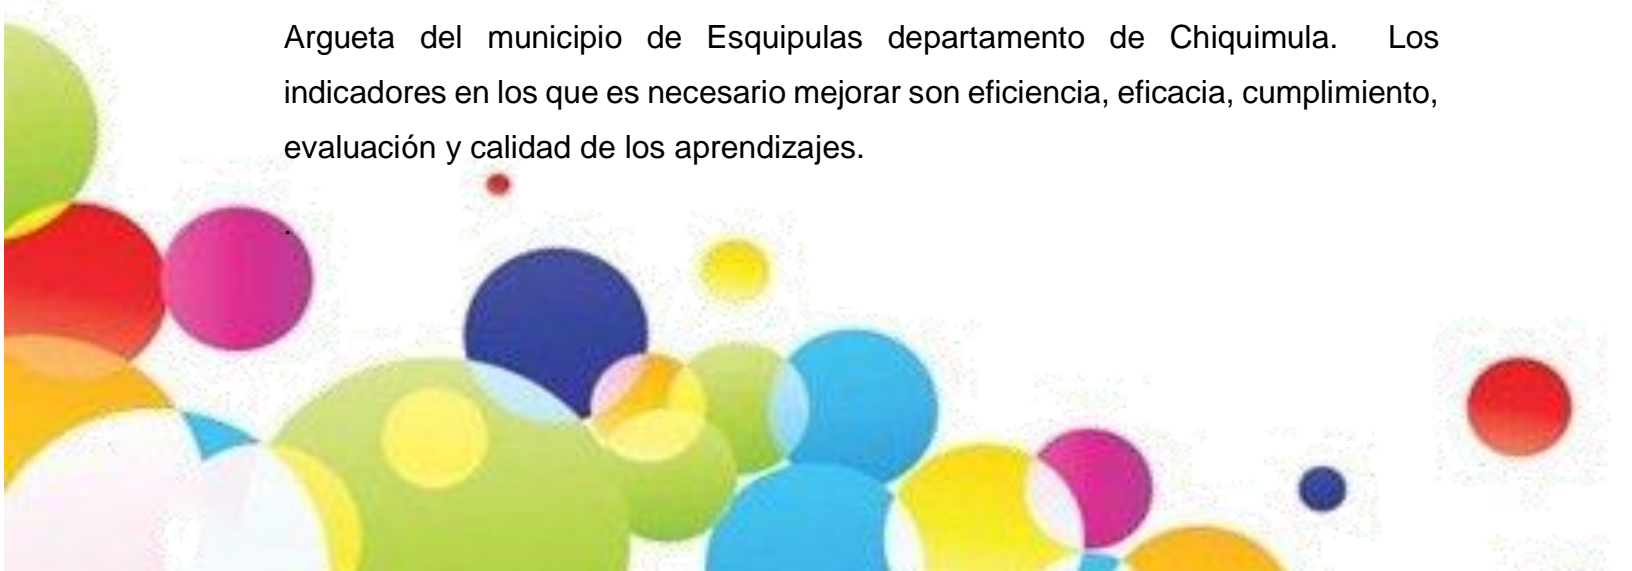 Argueta del municipio de Esquipulas departamento de Chiquimula. Los
indicadores en los que es necesario mejorar son eficiencia, eficacia, cumplimiento,
evaluación y calidad de los aprendizajes.
.